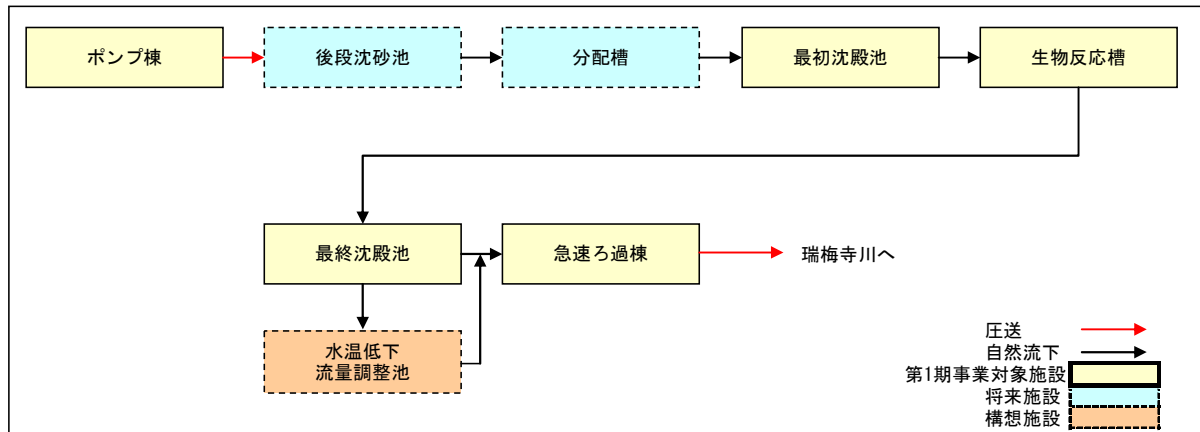 ポンプ棟
後段沈砂池
分配槽
最初沈殿池
生物反応槽
最終沈殿池
急速ろ過棟
瑞梅寺川へ
水温低下
流量調整池
圧送
自然流下
第1期事業対象施設
将来施設
構想施設